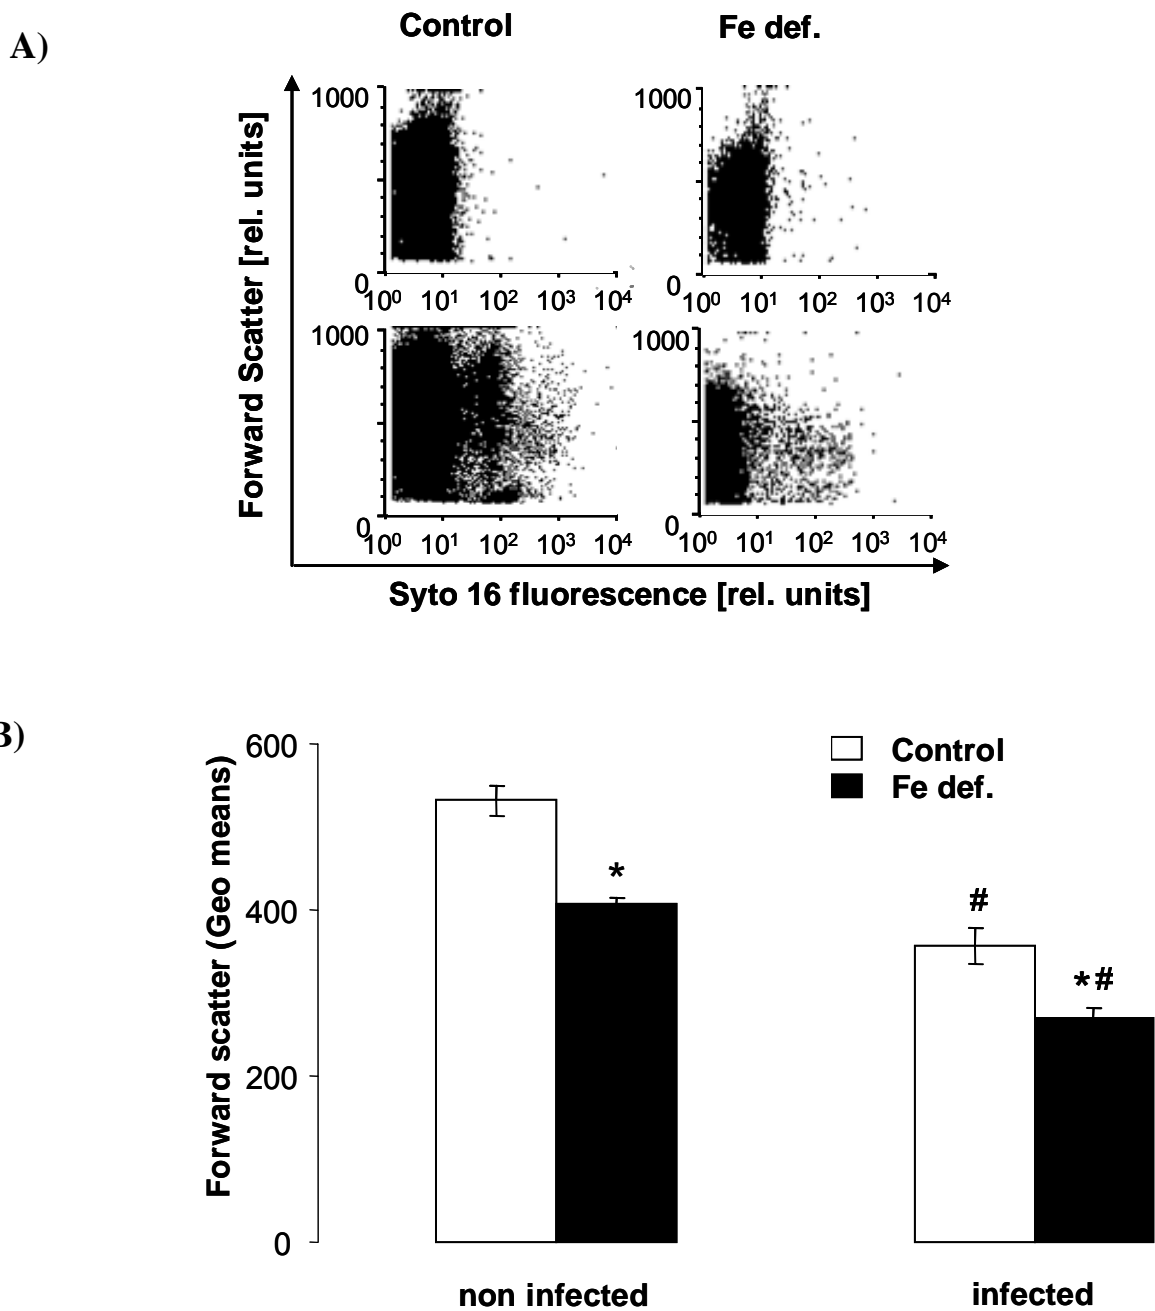 A)
Control Fe def.
Forward Scatter [rel. units]
1000 1000
0 0
10⁰ 10¹ 10² 10³ 10⁴ 10⁰ 10¹ 10² 10³ 10⁴
1000 1000
0 0
10⁰ 10¹ 10² 10³ 10⁴ 10⁰ 10¹ 10² 10³ 10⁴
Syto 16 fluorescence [rel. units]
B)
Forward scatter (Geo means)
600
400
200
0
Control
Fe def.
*
#
*#
non infected infected